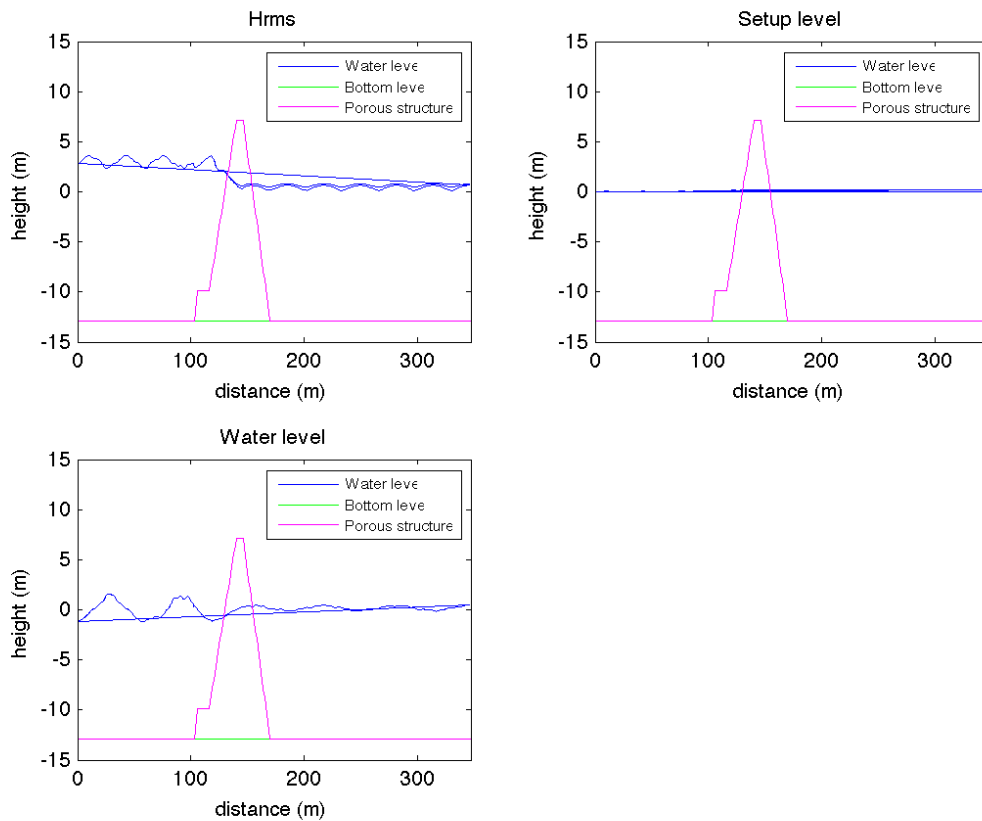 Hrms
15
10
5
0
-5
-10
-15
height (m)
0 100 200 300
distance (m)
Water leve
Bottom leve
Porous structure
Setup level
15
10
5
0
-5
-10
-15
height (m)
0 100 200 300
distance (m)
Water leve
Bottom leve
Porous structure
Water level
15
10
5
0
-5
-10
-15
height (m)
0 100 200 300
distance (m)
Water leve
Bottom leve
Porous structure